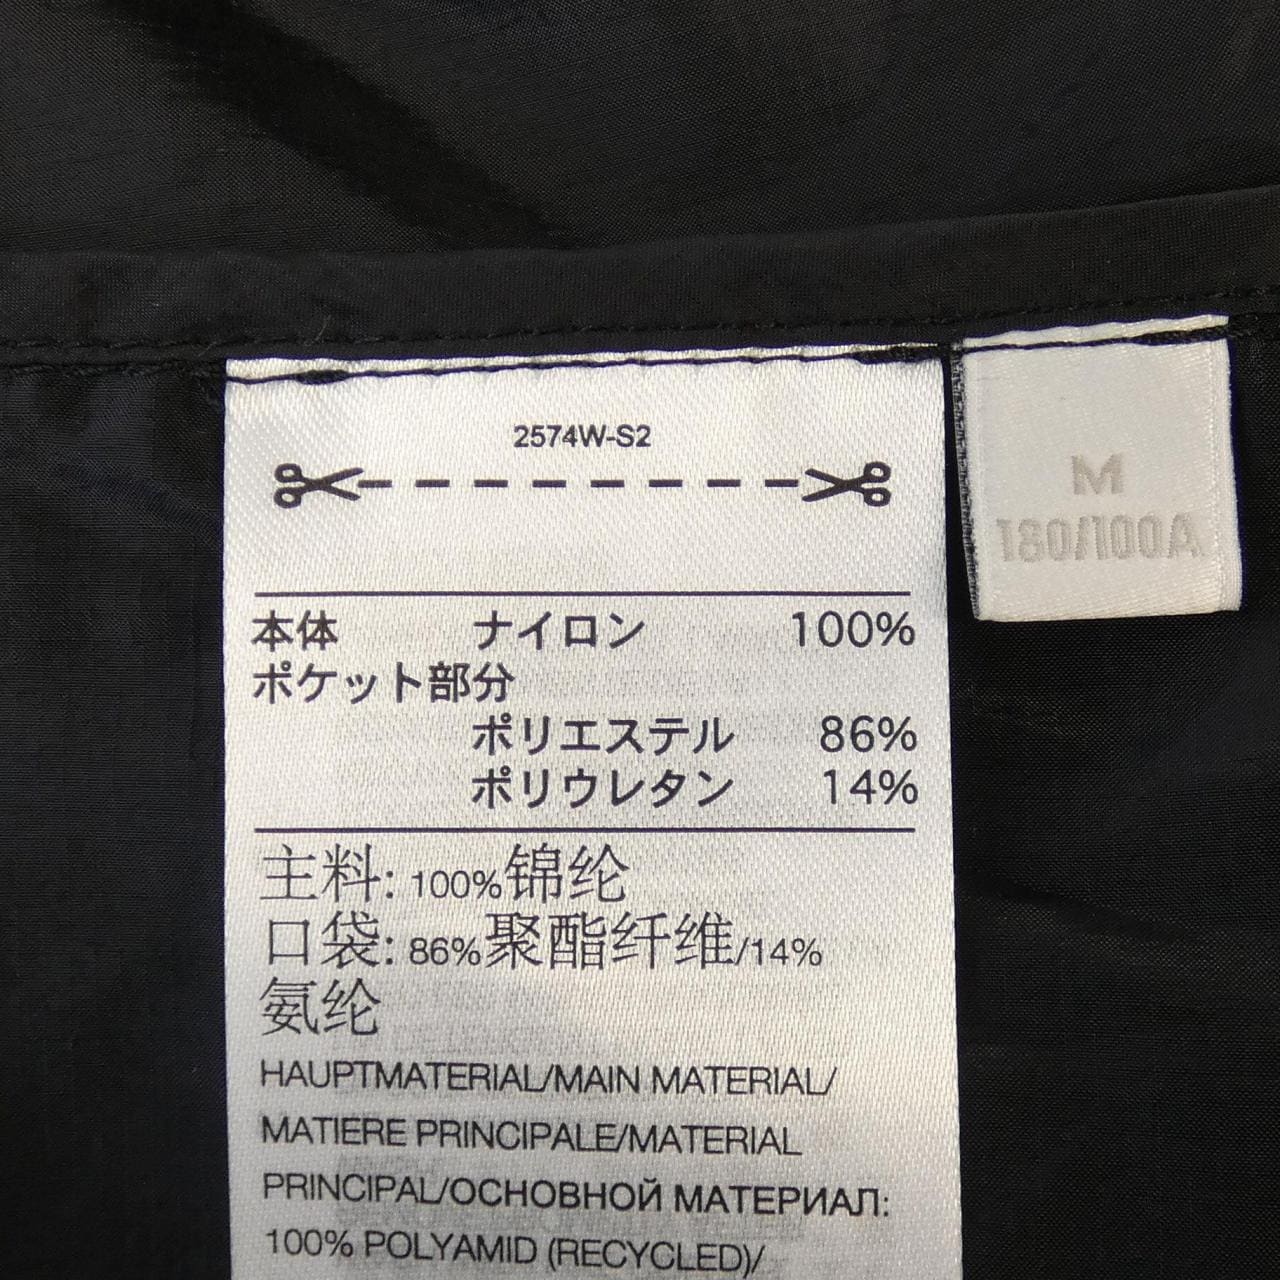 2574W-S2
M
180/100A
本体 ナイロン 100%
ポケット部分
ポリエステル 86%
ポリウレタン 14%
主料: 100%锦纶
口袋: 86%聚酯纤维/14%
氨纶
HAUPTMATERIAL/MAIN MATERIAL/
MATIERE PRINCIPALE/MATERIAL
PRINCIPAL/ОСНОВНОЙ МАТЕРИАЛ:
100% POLYAMID (RECYCLED)/